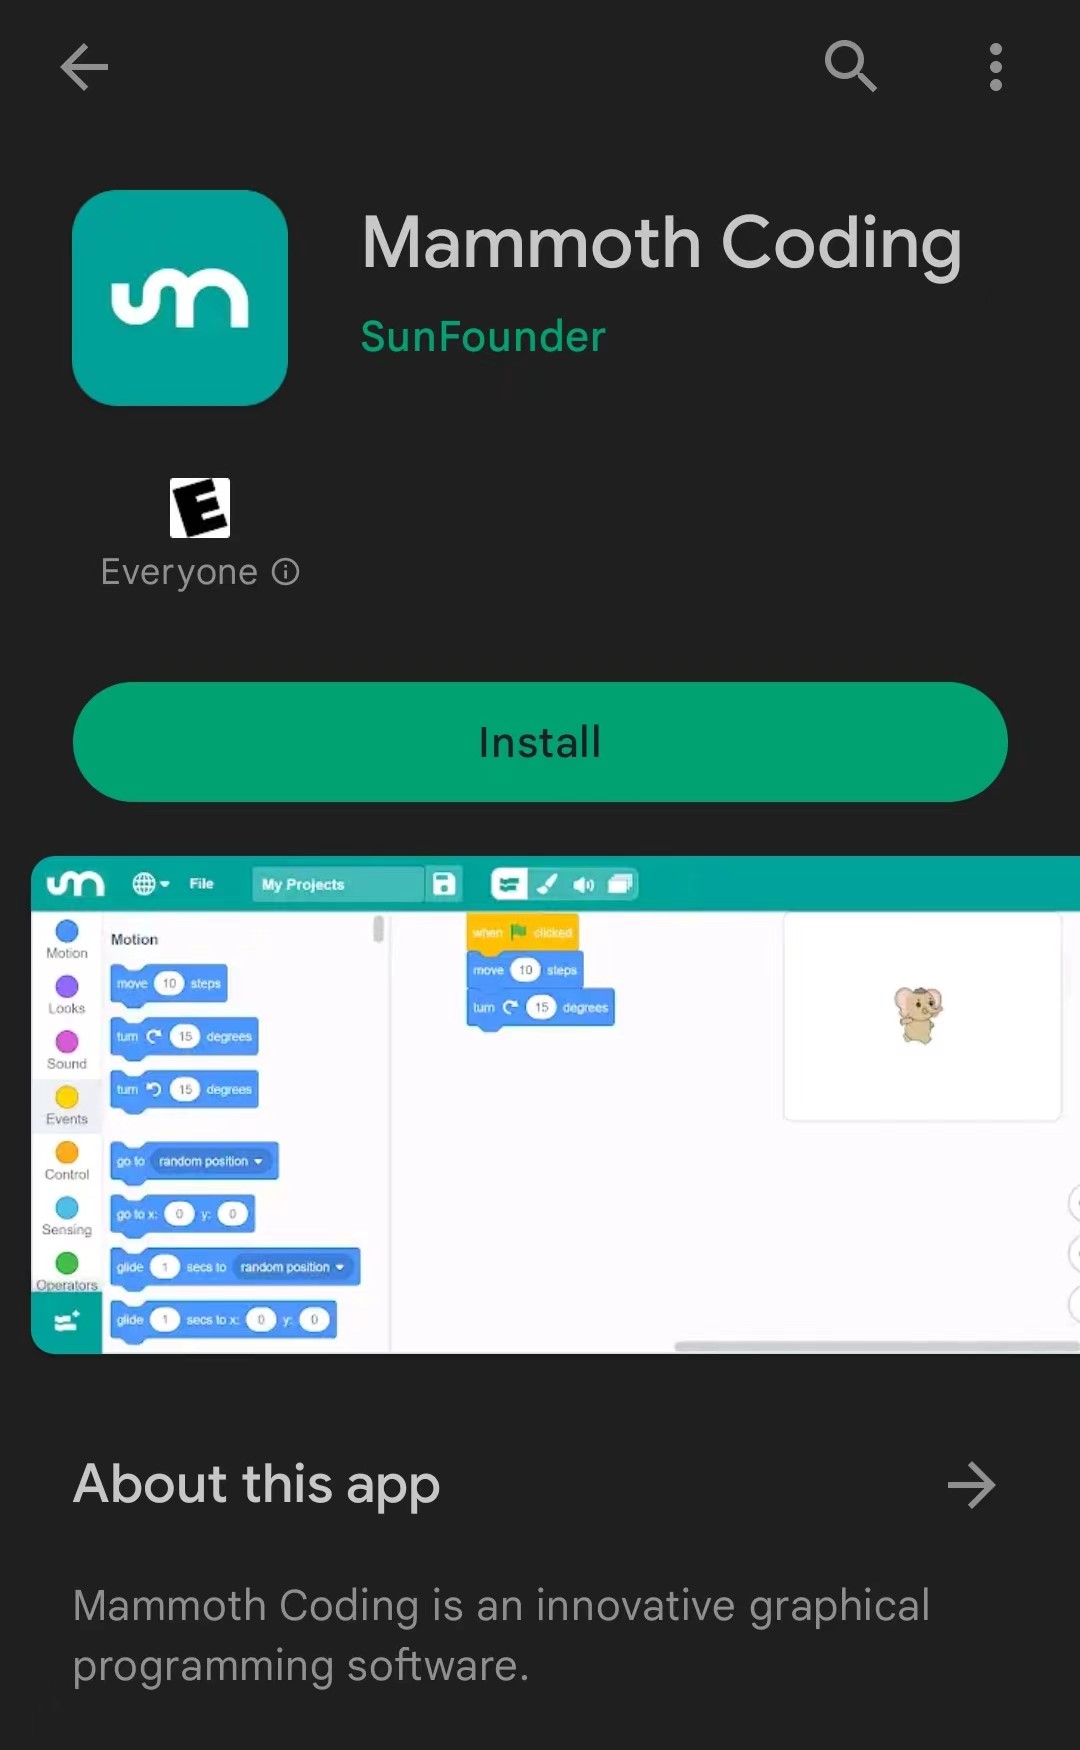 Mammoth Coding
SunFounder
E
Everyone
Install
File
My Projects
Motion
Looks
Sound
Events
Control
Sensing
Operators
Motion
move 10 steps
turn 15 degrees
turn 15 degrees
go to random position
go to x: 0 y: 0
glide 1 secs to random position
glide 1 secs to x: 0 y: 0
when clicked
move 10 steps
turn 15 degrees
About this app
Mammoth Coding is an innovative graphical
programming software.